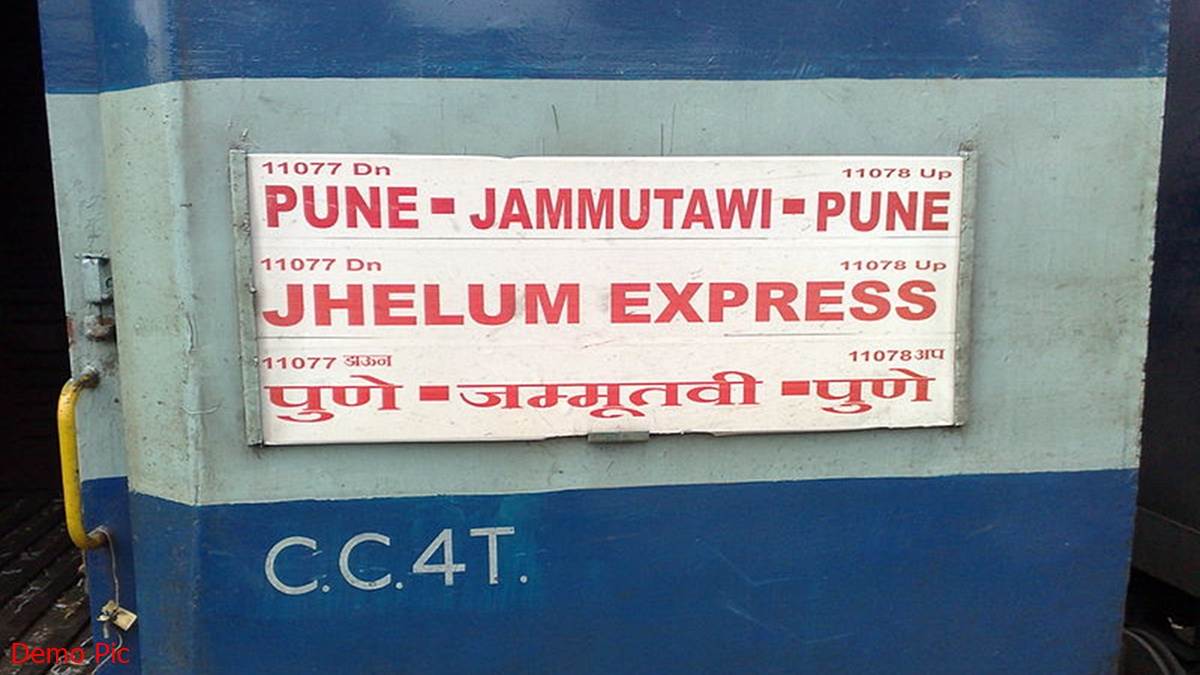 11077 Dn 11078 Up
PUNE - JAMMUTAWI - PUNE
11077 Dn 11078 Up
JHELUM EXPRESS
11077 डाऊन 11078 अप
पुणे - जम्मूतवी - पुणे
C.C.4T.
Demo Pic